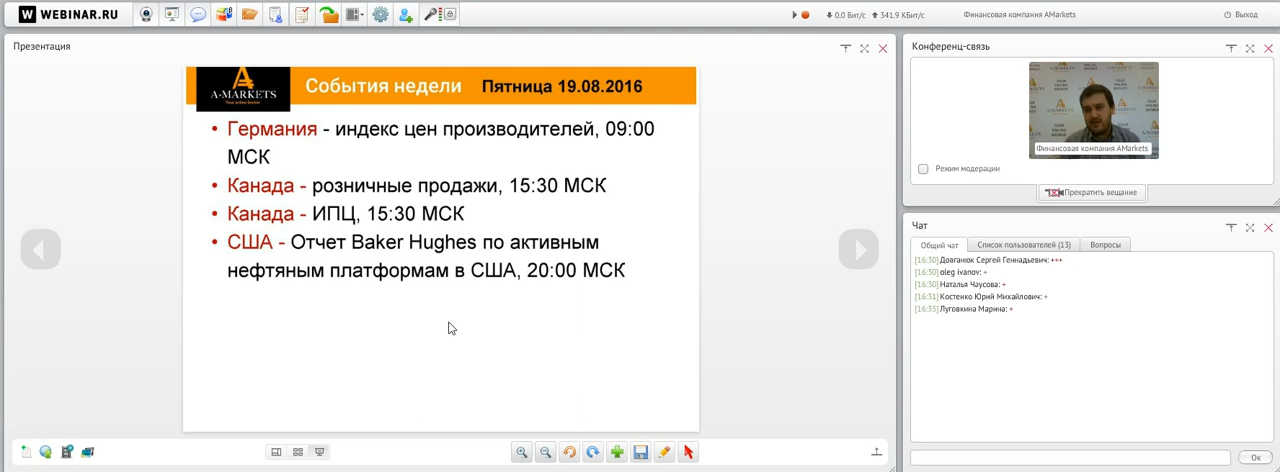 W WEBINAR.RU
0.0 Бит/с
341.9 КБит/с
Финансовая компания AMarkets
Выход
Презентация
A-MARKETS
Your online broker
События недели
Пятница 19.08.2016
• Германия - индекс цен производителей, 09:00
МСК
• Канада - розничные продажи, 15:30 МСК
• Канада - ИПЦ, 15:30 МСК
• США - Отчет Baker Hughes по активным
нефтяным платформам в США, 20:00 МСК
Конференц-связь
Финансовая компания AMarkets
Режим модерации
Прекратить вещание
Чат
Общий чат
Список пользователей (13)
Вопросы
[16:30] Довганюк Сергей Геннадьевич: +++
[16:30] oleg ivanov: +
[16:30] Наталья Чаусова: +
[16:31] Костенко Юрий Михайлович: +
[16:35] Луговкина Марина: +
Ок